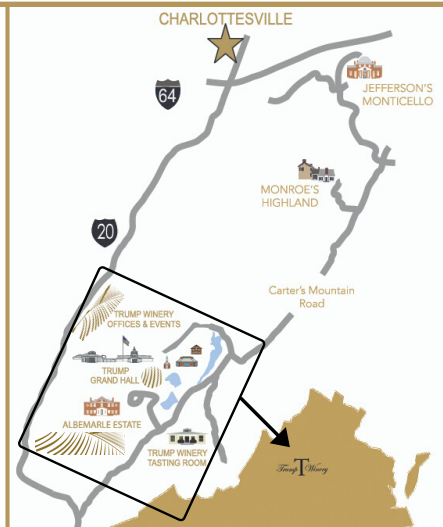 CHARLOTTESVILLE
64
JEFFERSON'S
MONTICELLO
MONROE'S
HIGHLAND
20
Carter's Mountain
Road
TRUMP WINERY
OFFICES & EVENTS
TRUMP
GRAND HALL
ALBEMARLE ESTATE
TRUMP WINERY
TASTING ROOM
Trump T Winery